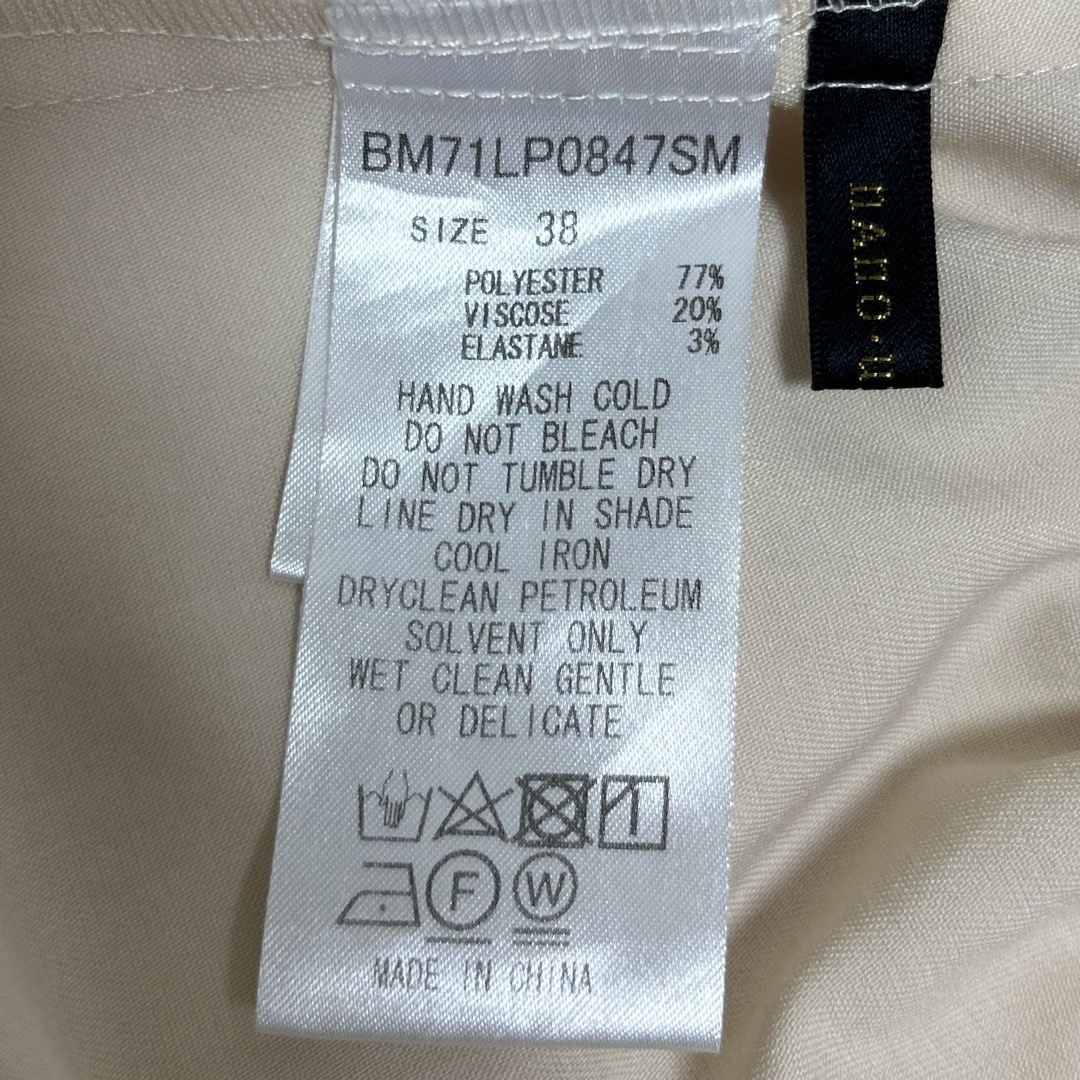 BM71LP0847SM
SIZE 38
POLYESTER 77%
VISCOSE 20%
ELASTANE 3%
HAND WASH COLD
DO NOT BLEACH
DO NOT TUMBLE DRY
LINE DRY IN SHADE
COOL IRON
DRYCLEAN PETROLEUM
SOLVENT ONLY
WET CLEAN GENTLE
OR DELICATE
F W
MADE IN CHINA